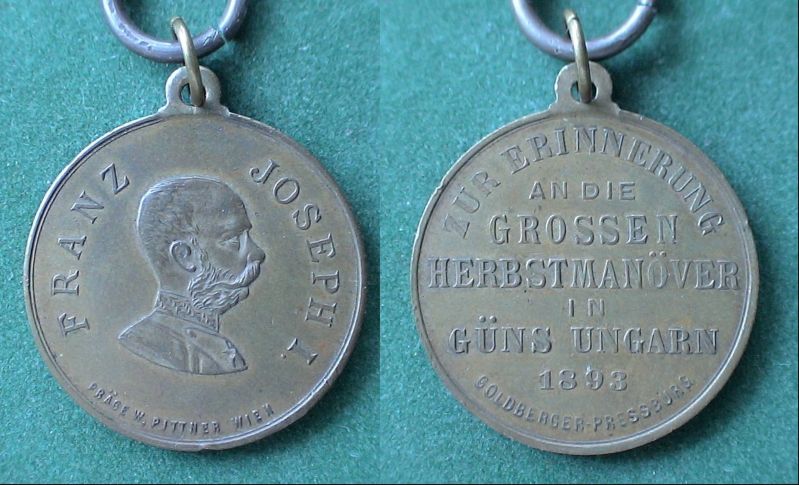 FRANZ JOSEPH I.
PRÄGE W. PITTNER WIEN
ZUR ERINNERUNG
AN DIE
GROSSEN
HERBSTMANÖVER
IN
GÜNS UNGARN
1893
GOLDBERGER-PRESSBURG